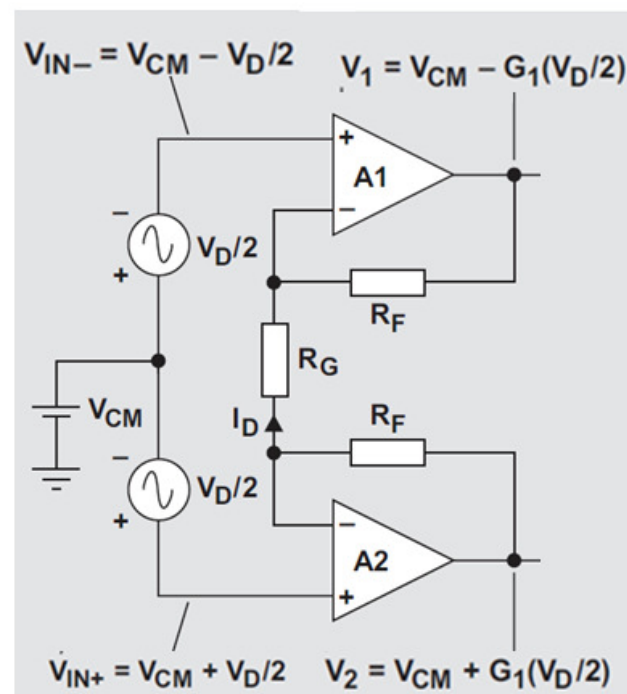 V_IN– = V_CM – V_D/2
V_1 = V_CM – G_1(V_D/2)
+
A1
–
–
V_D/2
+
R_F
R_G
V_CM
I_D
R_F
–
V_D/2
+
–
A2
+
V_IN+ = V_CM + V_D/2
V_2 = V_CM + G_1(V_D/2)